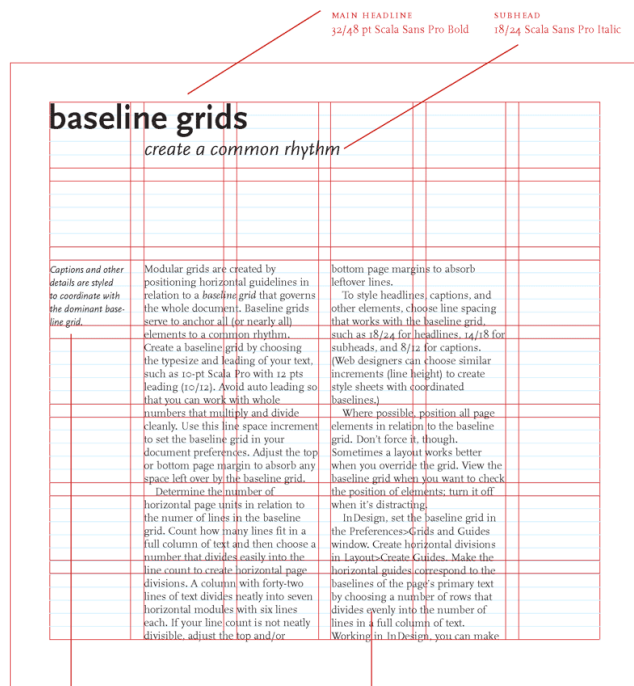 MAIN HEADLINE
32/48 pt Scala Sans Pro Bold
SUBHEAD
18/24 Scala Sans Pro Italic
baseline grids
create a common rhythm
Captions and other
details are styled
to coordinate with
the dominant base-
line grid.
Modular grids are created by
positioning horizontal guidelines in
relation to a baseline grid that governs
the whole document. Baseline grids
serve to anchor all (or nearly all)
elements to a common rhythm.
Create a baseline grid by choosing
the typesize and leading of your text,
such as 10-pt Scala Pro with 12 pts
leading (10/12). Avoid auto leading so
that you can work with whole
numbers that multiply and divide
cleanly. Use this line space increment
to set the baseline grid in your
document preferences. Adjust the top
or bottom page margin to absorb any
space left over by the baseline grid.
Determine the number of
horizontal page units in relation to
the numer of lines in the baseline
grid. Count how many lines fit in a
full column of text and then choose a
number that divides easily into the
line count to create horizontal page
divisions. A column with forty-two
lines of text divides neatly into seven
horizontal modules with six lines
each. If your line count is not neatly
divisible, adjust the top and/or
bottom page margins to absorb
leftover lines.
To style headlines, captions, and
other elements, choose line spacing
that works with the baseline grid,
such as 18/24 for headlines, 14/18 for
subheads, and 8/12 for captions.
(Web designers can choose similar
increments (line height) to create
style sheets with coordinated
baselines.)
Where possible, position all page
elements in relation to the baseline
grid. Don't force it, though.
Sometimes a layout works better
when you override the grid. View the
baseline grid when you want to check
the position of elements; turn it off
when it's distracting.
InDesign, set the baseline grid in
the Preferences>Grids and Guides
window. Create horizontal divisions
in Layout>Create Guides. Make the
horizontal guides correspond to the
baselines of the page's primary text
by choosing a number of rows that
divides evenly into the number of
lines in a full column of text.
Working in InDesign, you can make